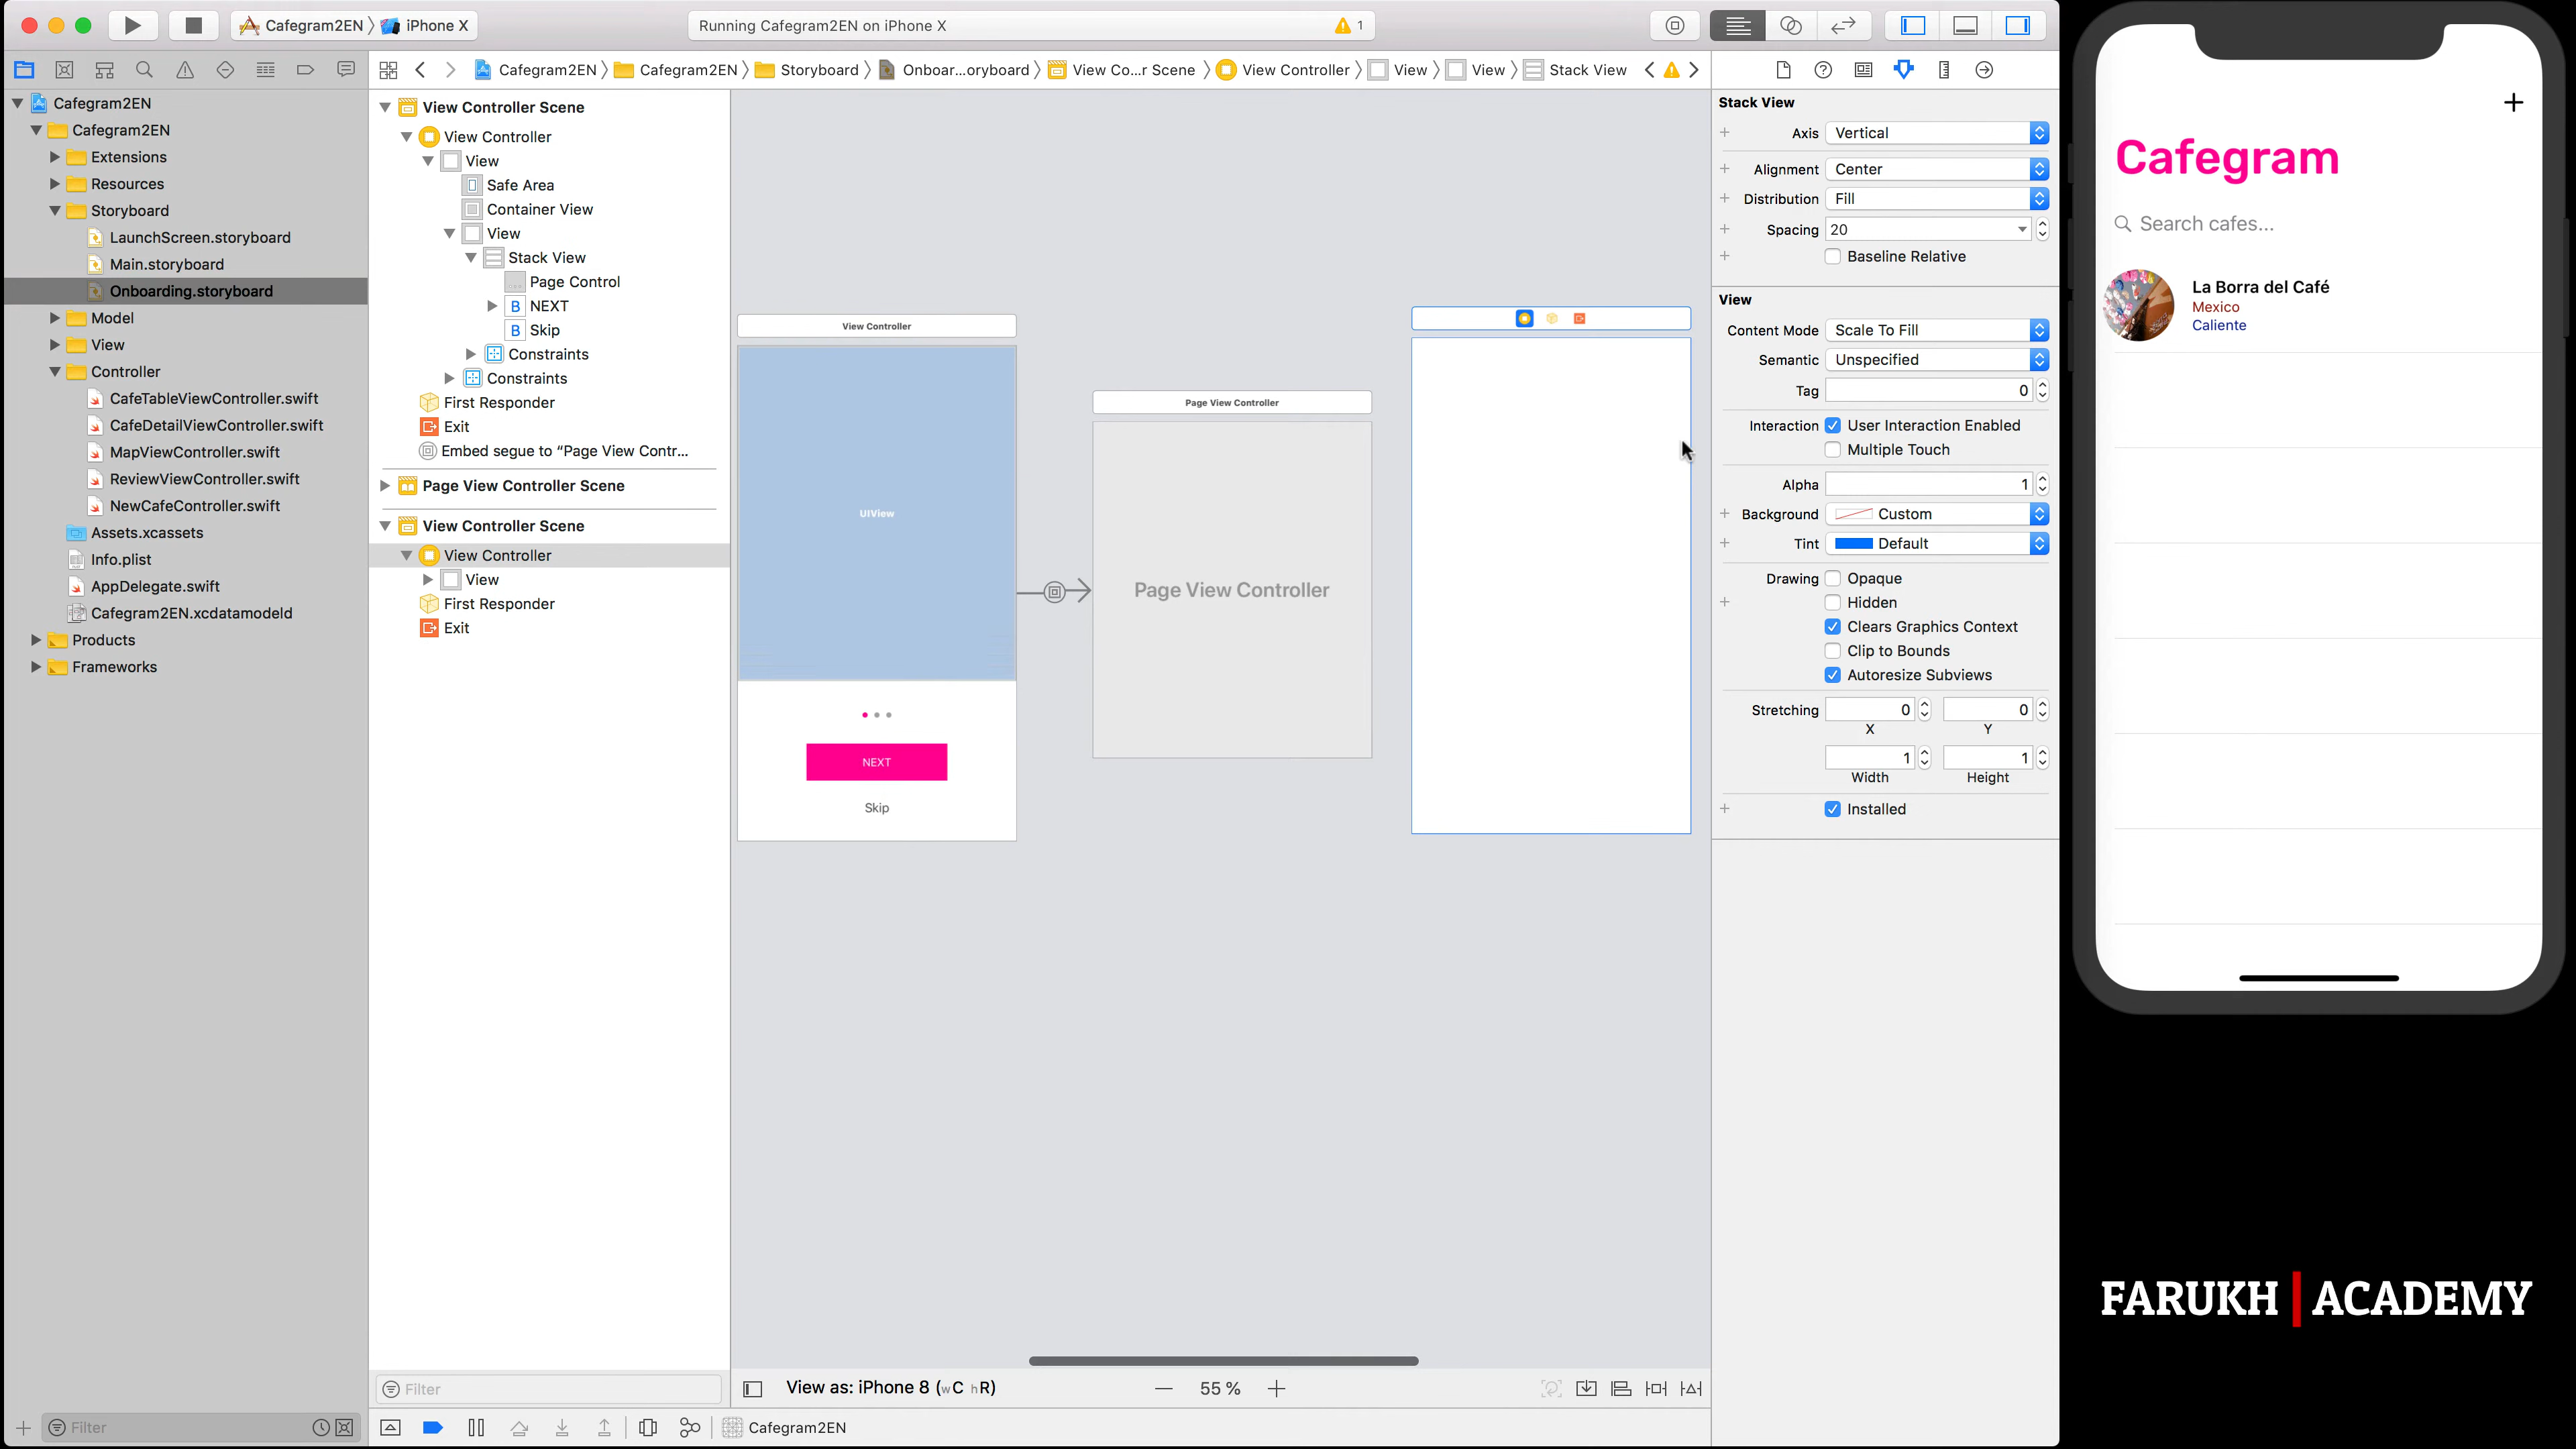 Cafegram2EN
iPhone X
Running Cafegram2EN on iPhone X
1
Cafegram2EN
Cafegram2EN
Storyboard
Onboar...oryboard
View Co...r Scene
View Controller
View
View
Stack View
Cafegram2EN
Cafegram2EN
Extensions
Resources
Storyboard
LaunchScreen.storyboard
Main.storyboard
Onboarding.storyboard
Model
View
Controller
CafeTableViewController.swift
CafeDetailViewController.swift
MapViewController.swift
ReviewViewController.swift
NewCafeController.swift
Assets.xcassets
Info.plist
AppDelegate.swift
Cafegram2EN.xcdatamodeld
Products
Frameworks
Filter
View Controller Scene
View Controller
View
Safe Area
Container View
View
Stack View
Page Control
B NEXT
B Skip
Constraints
Constraints
First Responder
Exit
Embed segue to “Page View Contr...
Page View Controller Scene
View Controller Scene
View Controller
View
First Responder
Exit
Filter
View Controller
UIView
NEXT
Skip
Page View Controller
Page View Controller
View as: iPhone 8 (wC hR)
55 %
Cafegram2EN
Stack View
Axis Vertical
Alignment Center
Distribution Fill
Spacing 20
Baseline Relative
View
Content Mode Scale To Fill
Semantic Unspecified
Tag 0
Interaction User Interaction Enabled
Multiple Touch
Alpha 1
Background Custom
Tint Default
Drawing Opaque
Hidden
Clears Graphics Context
Clip to Bounds
Autoresize Subviews
Stretching 0 0
X Y
1 1
Width Height
Installed
Cafegram
Search cafes...
La Borra del Café
Mexico
Caliente
FARUKH ACADEMY